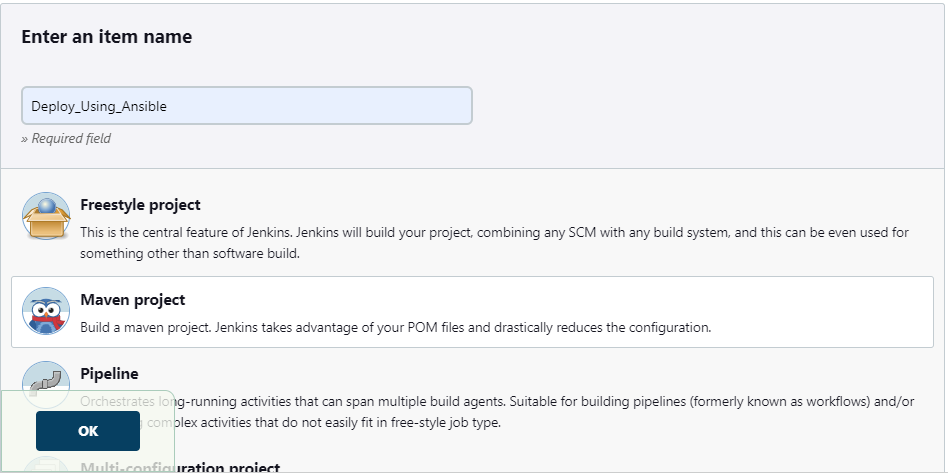 Enter an item name
Deploy_Using_Ansible
» Required field
Freestyle project
This is the central feature of Jenkins. Jenkins will build your project, combining any SCM with any build system, and this can be even used for
something other than software build.
Maven project
Build a maven project. Jenkins takes advantage of your POM files and drastically reduces the configuration.
Pipeline
Orchestrates long-running activities that can span multiple build agents. Suitable for building pipelines (formerly known as workflows) and/or
complex activities that do not easily fit in free-style job type.
OK
Multi-configuration project